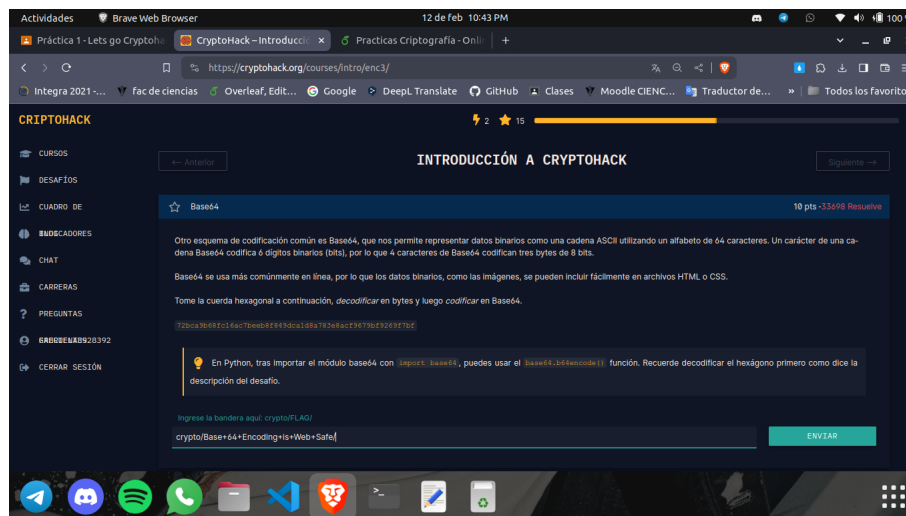 Actividades
Brave Web Browser
12 de feb 10:43 PM
100
Práctica 1 - Lets go Cryptoha
CryptoHack – Introducció
Practicas Criptografía - Onli
https://cryptohack.org/courses/intro/enc3/
Integra 2021 -...
fac de ciencias
Overleaf, Edit...
Google
DeepL Translate
GitHub
Clases
Moodle CIENC...
Traductor de...
»
Todos los favorito
CRIPTOHACK
2
15
CURSOS
DESAFÍOS
CUADRO DE
CHAT
CARRERAS
PREGUNTAS
CERRAR SESIÓN
← Anterior
INTRODUCCIÓN A CRYPTOHACK
Siguiente →
Base64
10 pts · 33698 Resuelve
Otro esquema de codificación común es Base64, que nos permite representar datos binarios como una cadena ASCII utilizando un alfabeto de 64 caracteres. Un carácter de una ca-
dena Base64 codifica 6 dígitos binarios (bits), por lo que 4 caracteres de Base64 codifican tres bytes de 8 bits.
Base64 se usa más comúnmente en línea, por lo que los datos binarios, como las imágenes, se pueden incluir fácilmente en archivos HTML o CSS.
Tome la cuerda hexagonal a continuación, decodificar en bytes y luego codificar en Base64.
72bca9b68fc16ac7beeb8f849dca1d8a783e8acf9679bf9269f7bf
En Python, tras importar el módulo base64 con import base64, puedes usar el base64.b64encode() función. Recuerde decodificar el hexágono primero como dice la
descripción del desafío.
Ingrese la bandera aquí: crypto/FLAG/
crypto/Base+64+Encoding+is+Web+Safe/
ENVIAR